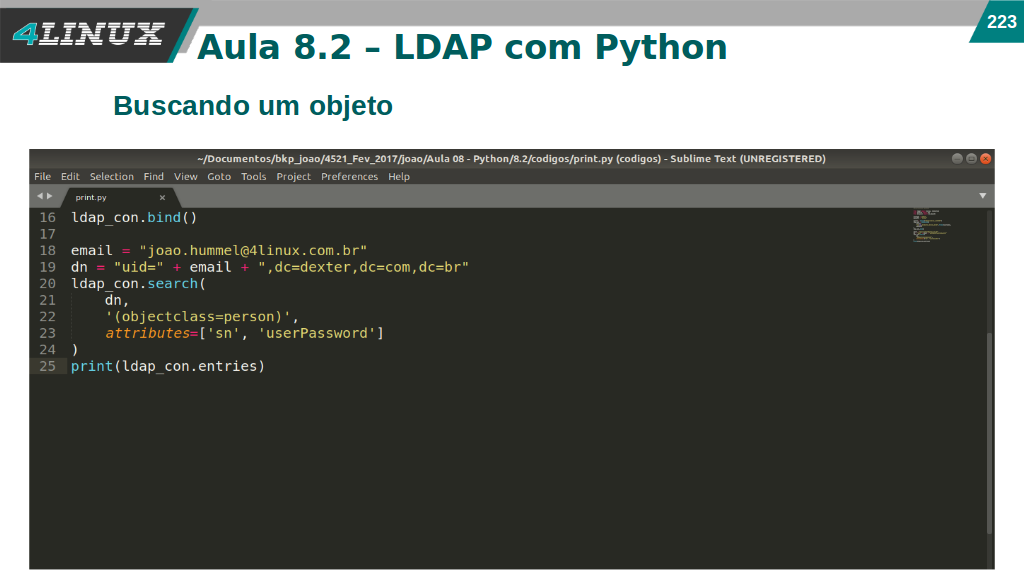 4LINUX
223
Aula 8.2 – LDAP com Python
Buscando um objeto
~/Documentos/bkp_joao/4521_Fev_2017/joao/Aula 08 - Python/8.2/codigos/print.py (codigos) - Sublime Text (UNREGISTERED)
File Edit Selection Find View Goto Tools Project Preferences Help
print.py
16 ldap_con.bind()
17
18 email = "joao.hummel@4linux.com.br"
19 dn = "uid=" + email + ",dc=dexter,dc=com,dc=br"
20 ldap_con.search(
21     dn,
22     '(objectclass=person)',
23     attributes=['sn', 'userPassword']
24 )
25 print(ldap_con.entries)